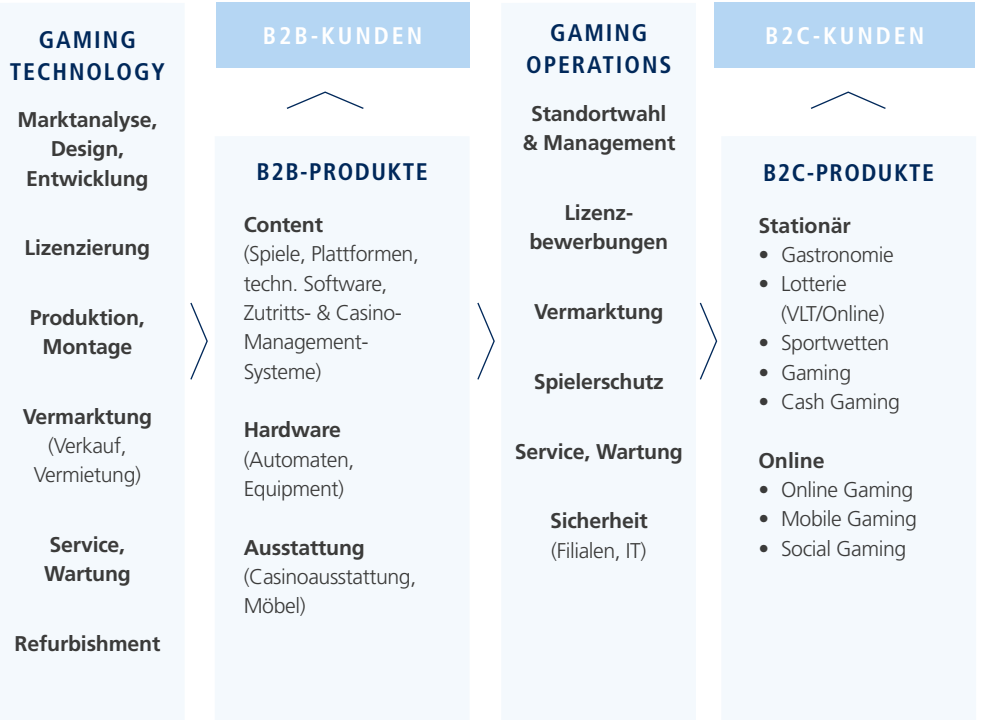 GAMING
TECHNOLOGY
Marktanalyse,
Design,
Entwicklung
Lizenzierung
Produktion,
Montage
Vermarktung
(Verkauf,
Vermietung)
Service,
Wartung
Refurbishment
B2B-KUNDEN
B2B-PRODUKTE
Content
(Spiele, Plattformen,
techn. Software,
Zutritts- & Casino-
Management-
Systeme)
Hardware
(Automaten,
Equipment)
Ausstattung
(Casinoausstattung,
Möbel)
GAMING
OPERATIONS
Standortwahl
& Management
Lizenz-
bewerbungen
Vermarktung
Spielerschutz
Service, Wartung
Sicherheit
(Filialen, IT)
B2C-KUNDEN
B2C-PRODUKTE
Stationär
• Gastronomie
• Lotterie
(VLT/Online)
• Sportwetten
• Gaming
• Cash Gaming
Online
• Online Gaming
• Mobile Gaming
• Social Gaming